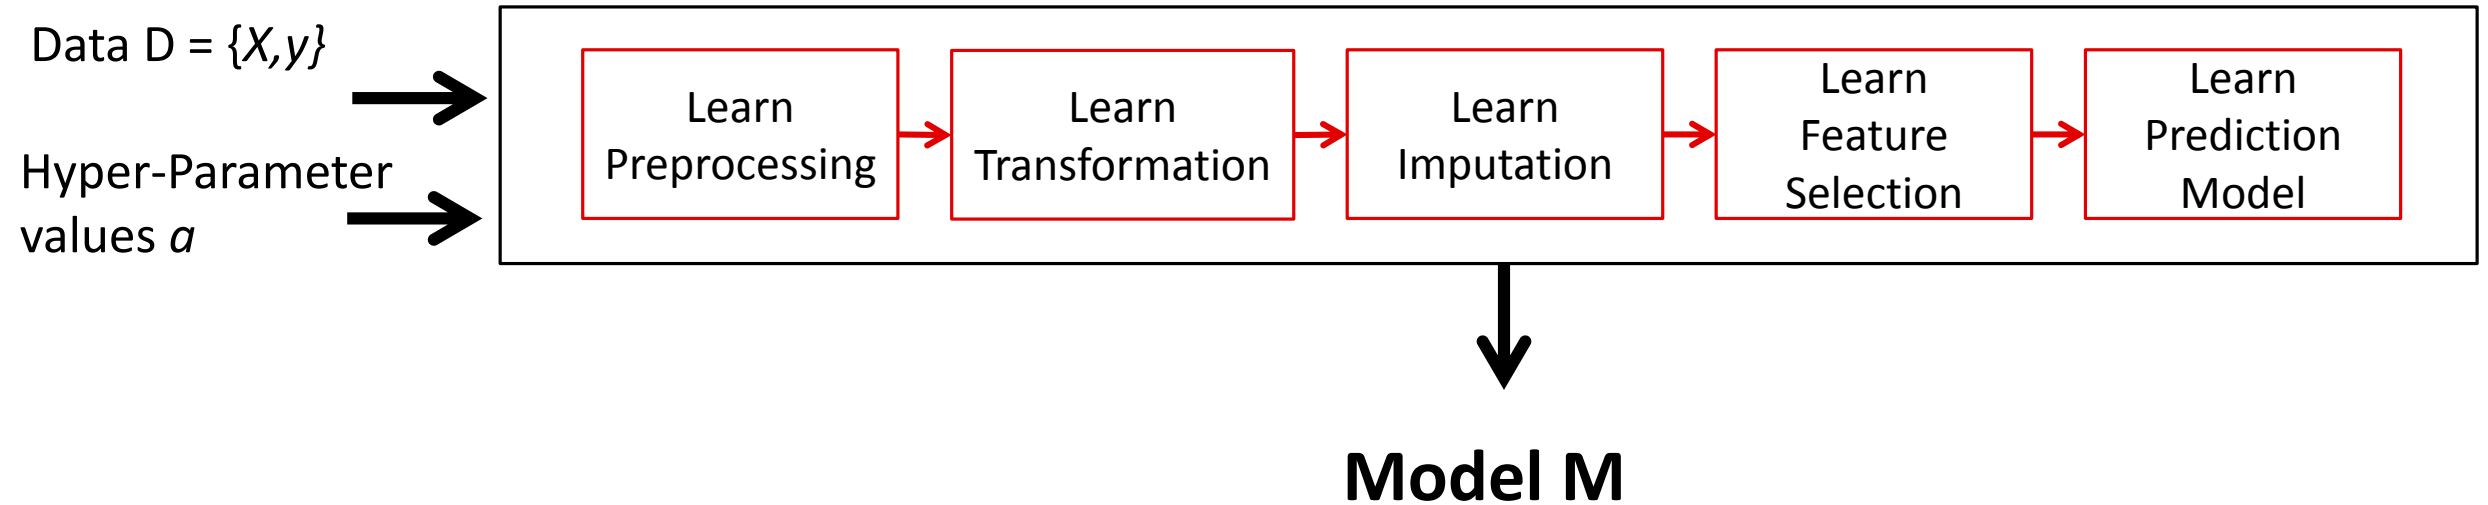 Data D = {X,y}
Hyper-Parameter
values a
Learn
Preprocessing
Learn
Transformation
Learn
Imputation
Learn
Feature
Selection
Learn
Prediction
Model
Model M